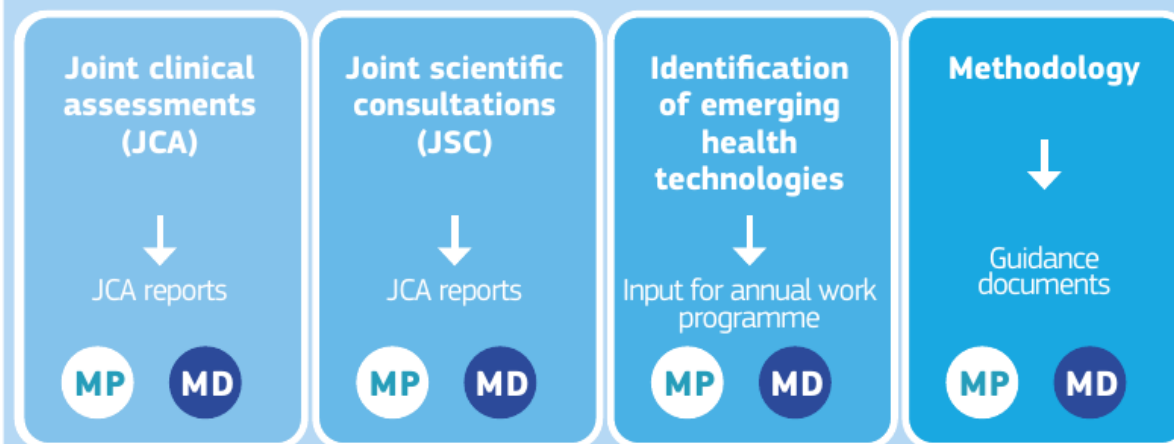 Joint clinical
assessments
(JCA)
JCA reports
MP MD
Joint scientific
consultations
(JSC)
JCA reports
MP MD
Identification
of emerging
health
technologies
Input for annual work
programme
MP MD
Methodology
Guidance
documents
MP MD